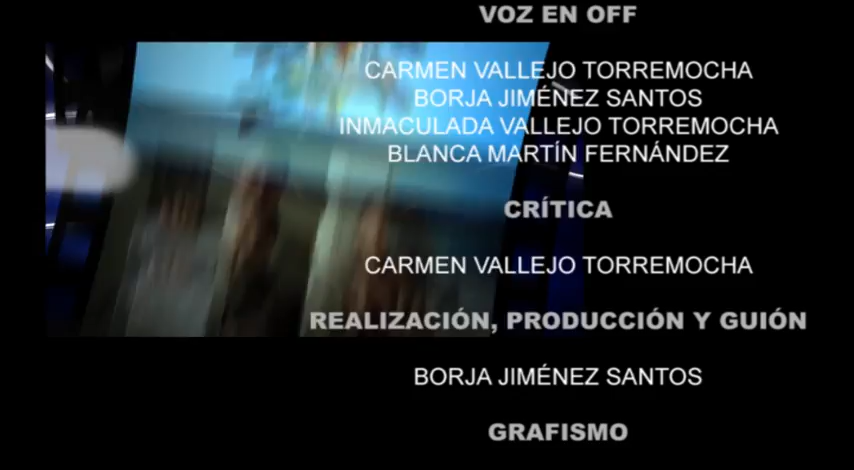 VOZ EN OFF
CARMEN VALLEJO TORREMOCHA
BORJA JIMÉNEZ SANTOS
INMACULADA VALLEJO TORREMOCHA
BLANCA MARTÍN FERNÁNDEZ
CRÍTICA
CARMEN VALLEJO TORREMOCHA
REALIZACIÓN, PRODUCCIÓN Y GUIÓN
BORJA JIMÉNEZ SANTOS
GRAFISMO